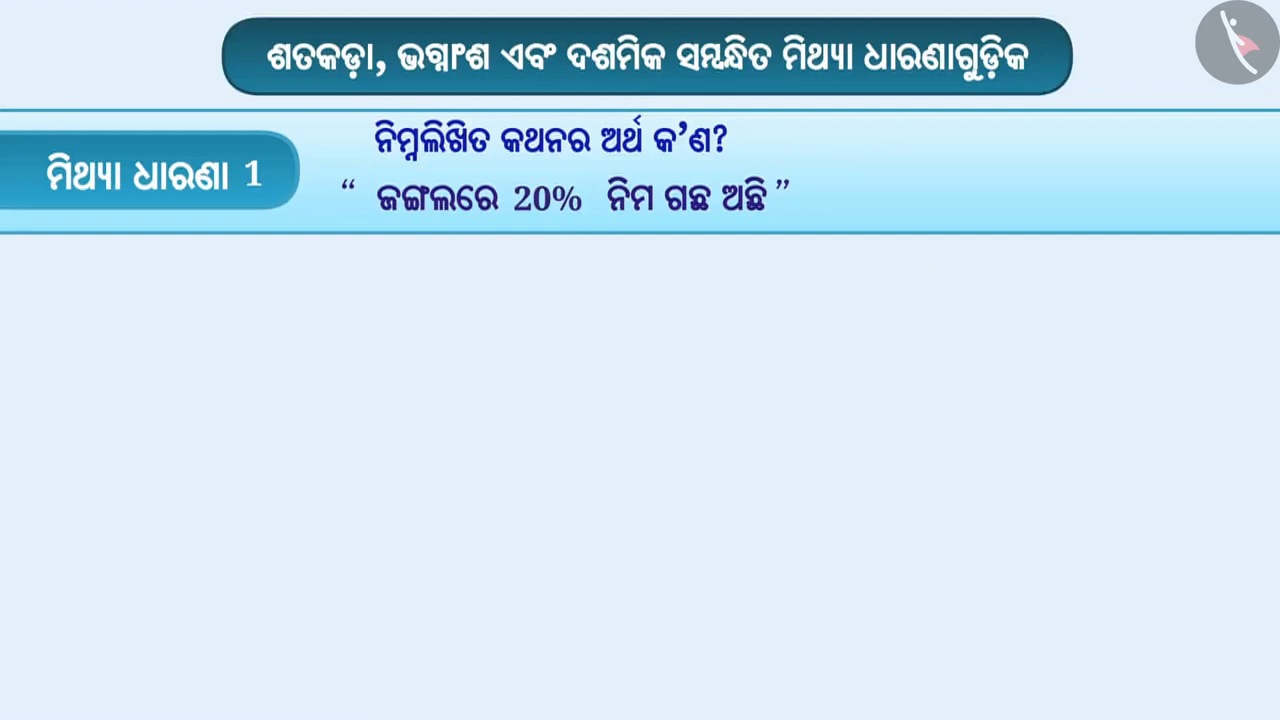 ଶତକଡ଼ା, ଭଗ୍ନାଂଶ ଏବଂ ଦଶମିକ ସମ୍ବନ୍ଧିତ ମିଥ୍ୟା ଧାରଣାଗୁଡ଼ିକ
ମିଥ୍ୟା ଧାରଣା 1
ନିମ୍ନଲିଖିତ କଥନର ଅର୍ଥ କ’ଣ?
“ ଜଙ୍ଗଲରେ 20% ନିମ ଗଛ ଅଛି ”